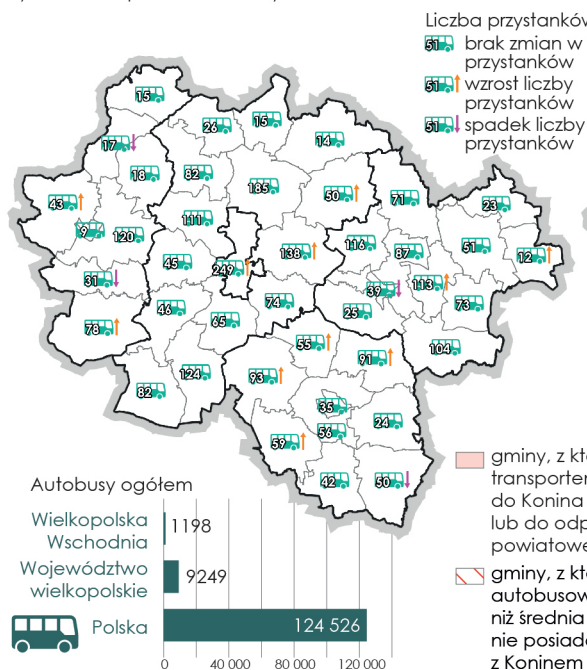 Liczba przystanków
51 brak zmian w
przystanków
51 wzrost liczby
przystanków
51 spadek liczby
przystanków
15
26
15
14
17
18
82
185
50
71
23
43
9
120
111
116
87
51
12
138
45
249
31
39
113
73
74
25
46
65
78
104
55
91
124
93
82
35
24
56
59
42
50
Autobusy ogółem
Wielkopolska
Wschodnia
1198
Województwo
wielkopolskie
9249
Polska
124 526
0 40 000 80 000 120 000
gminy, z
transporter
do Konina
lub do
powiatowe
gminy, z
autobusow
niż średnia
nie posiada
z Koninem